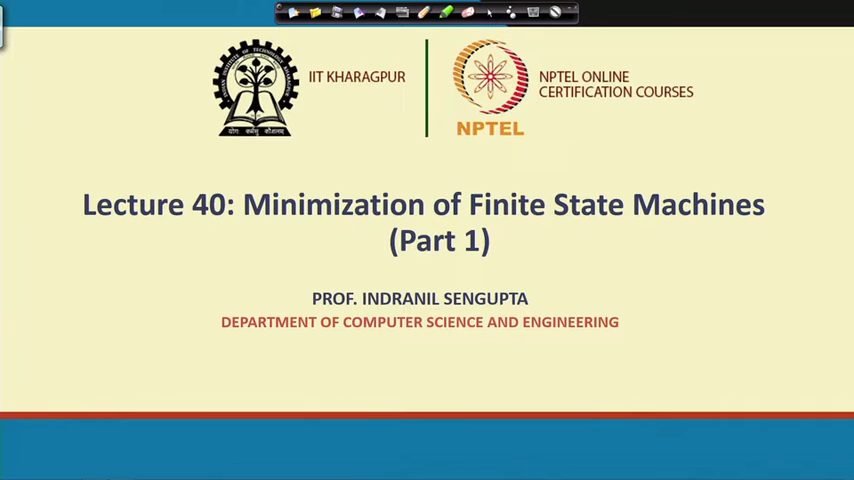 IIT KHARAGPUR
NPTEL ONLINE
CERTIFICATION COURSES
NPTEL
Lecture 40: Minimization of Finite State Machines
(Part 1)
PROF. INDRANIL SENGUPTA
DEPARTMENT OF COMPUTER SCIENCE AND ENGINEERING